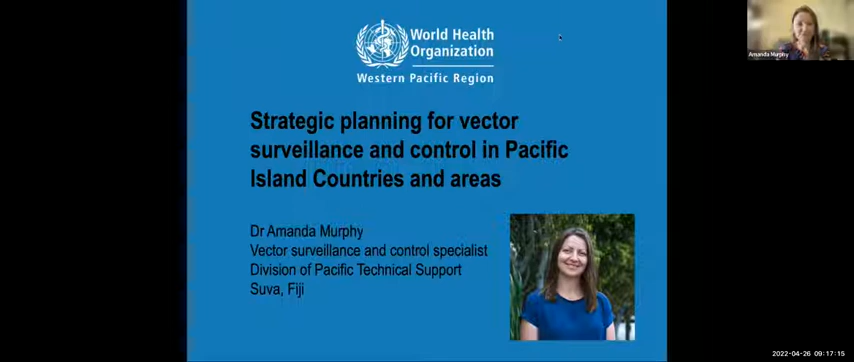 World Health
Organization
Western Pacific Region
Amanda Murphy
Strategic planning for vector
surveillance and control in Pacific
Island Countries and areas
Dr Amanda Murphy
Vector surveillance and control specialist
Division of Pacific Technical Support
Suva, Fiji
2022-04-26 09:17:15